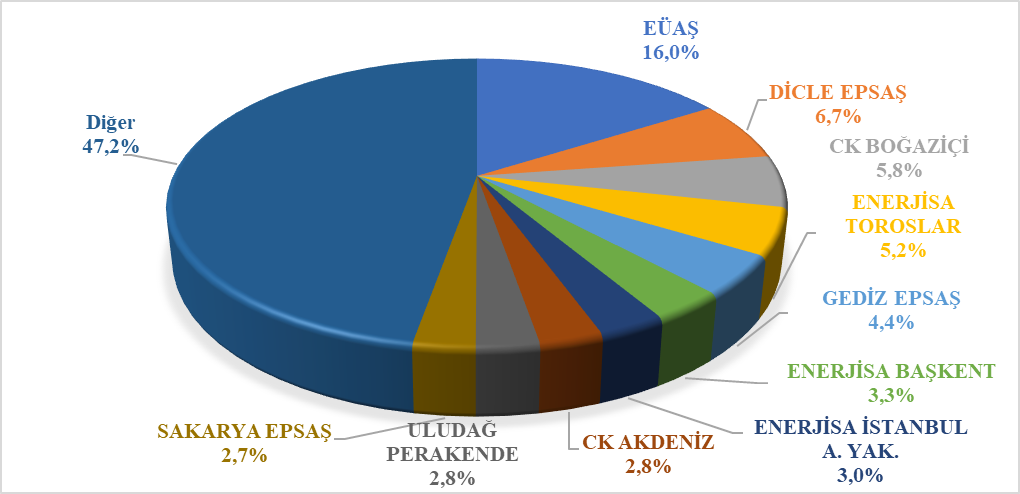 EÜAŞ
16,0%
DİCLE EPSAŞ
6,7%
CK BOĞAZİÇİ
5,8%
ENERJİSA
TOROSLAR
5,2%
GEDİZ EPSAŞ
4,4%
ENERJİSA BAŞKENT
3,3%
ENERJİSA İSTANBUL
A. YAK.
3,0%
CK AKDENİZ
2,8%
ULUDAĞ
PERAKENDE
2,8%
SAKARYA EPSAŞ
2,7%
Diğer
47,2%